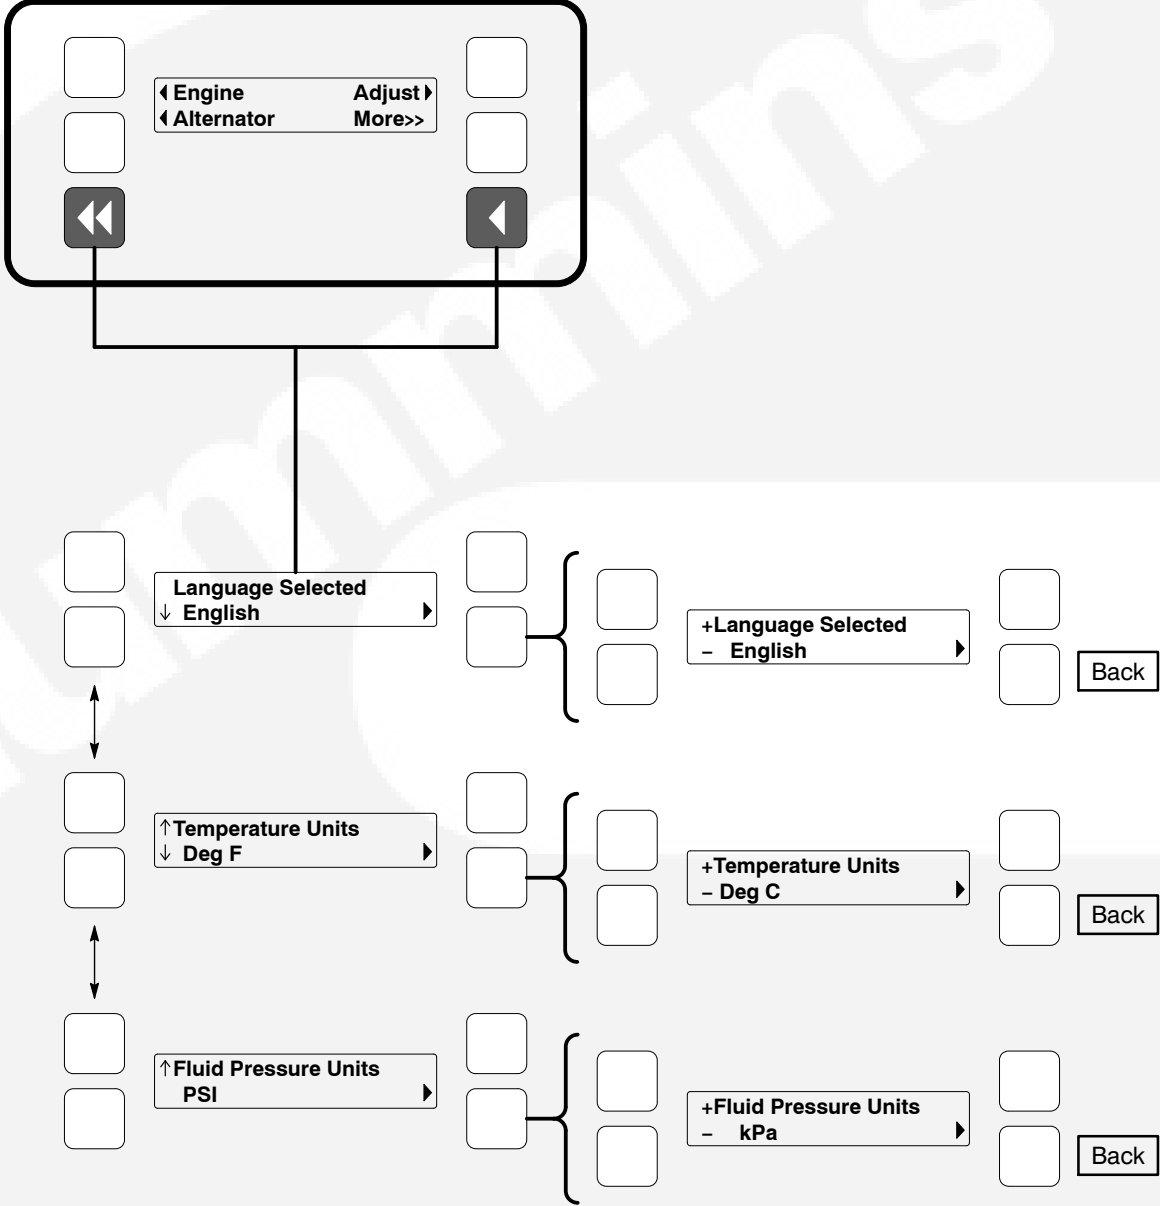 ◀Engine Adjust▶
◀Alternator More>>
Language Selected
↓ English ▶
+Language Selected
– English ▶
Back
↑Temperature Units
↓ Deg F ▶
+Temperature Units
– Deg C ▶
Back
↑Fluid Pressure Units
PSI ▶
+Fluid Pressure Units
– kPa ▶
Back